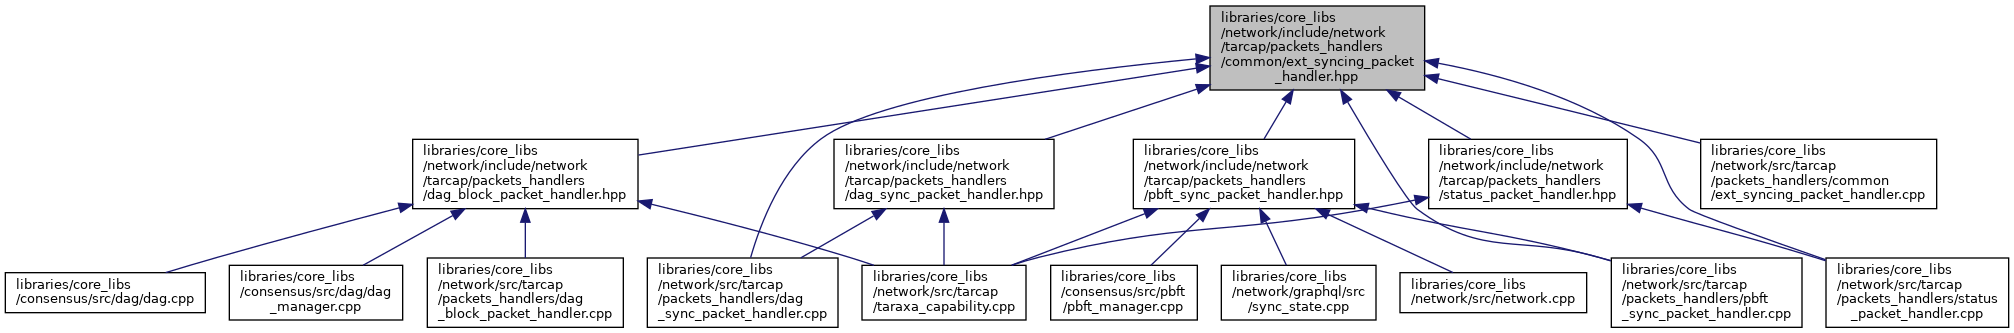 libraries/core_libs
/network/include/network
/tarcap/packets_handlers
/common/ext_syncing_packet
_handler.hpp
libraries/core_libs
/network/include/network
/tarcap/packets_handlers
/dag_block_packet_handler.hpp
libraries/core_libs
/network/include/network
/tarcap/packets_handlers
/dag_sync_packet_handler.hpp
libraries/core_libs
/network/include/network
/tarcap/packets_handlers
/pbft_sync_packet_handler.hpp
libraries/core_libs
/network/include/network
/tarcap/packets_handlers
/status_packet_handler.hpp
libraries/core_libs
/network/src/tarcap
/packets_handlers/common
/ext_syncing_packet_handler.cpp
libraries/core_libs
/consensus/src/dag/dag.cpp
libraries/core_libs
/consensus/src/dag/dag
_manager.cpp
libraries/core_libs
/network/src/tarcap
/packets_handlers/dag
_block_packet_handler.cpp
libraries/core_libs
/network/src/tarcap
/packets_handlers/dag
_sync_packet_handler.cpp
libraries/core_libs
/network/src/tarcap
/taraxa_capability.cpp
libraries/core_libs
/consensus/src/pbft
/pbft_manager.cpp
libraries/core_libs
/network/graphql/src
/sync_state.cpp
libraries/core_libs
/network/src/network.cpp
libraries/core_libs
/network/src/tarcap
/packets_handlers/pbft
_sync_packet_handler.cpp
libraries/core_libs
/network/src/tarcap
/packets_handlers/status
_packet_handler.cpp